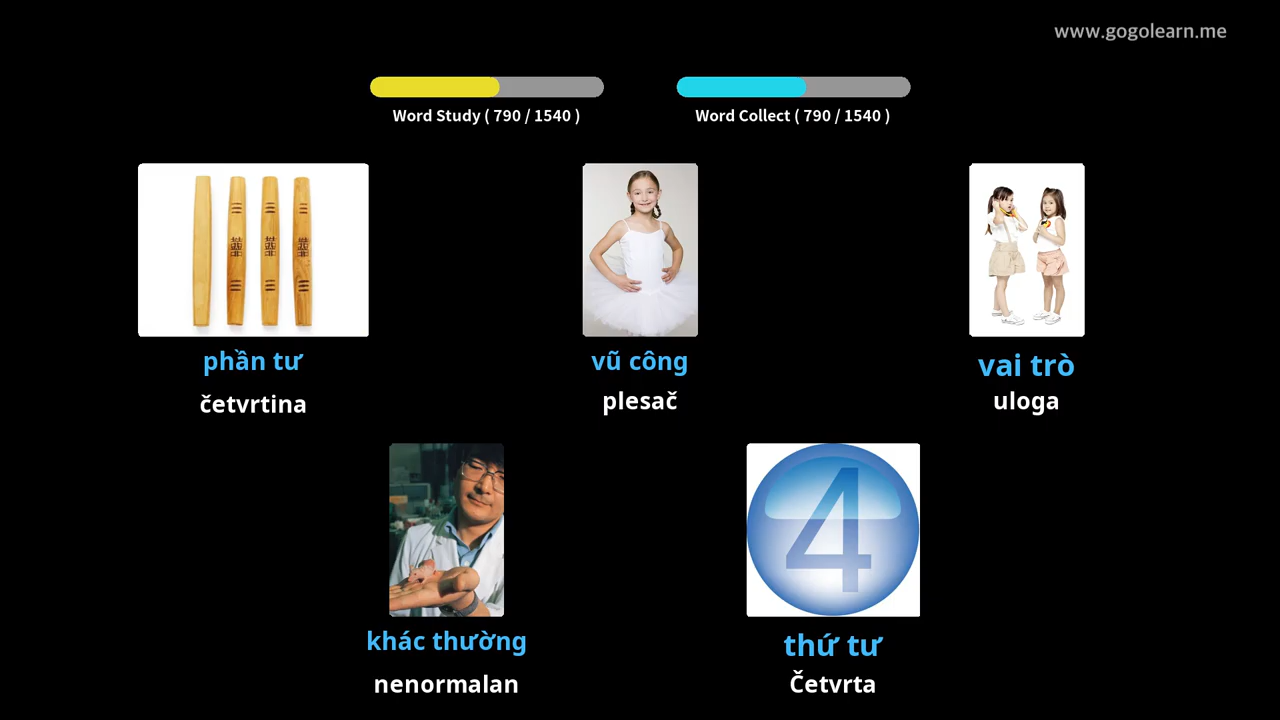 www.gogolearn.me
Word Study ( 790 / 1540 )
Word Collect ( 790 / 1540 )
phần tư
četvrtina
vũ công
plesač
vai trò
uloga
khác thường
nenormalan
4
thứ tư
Četvrta